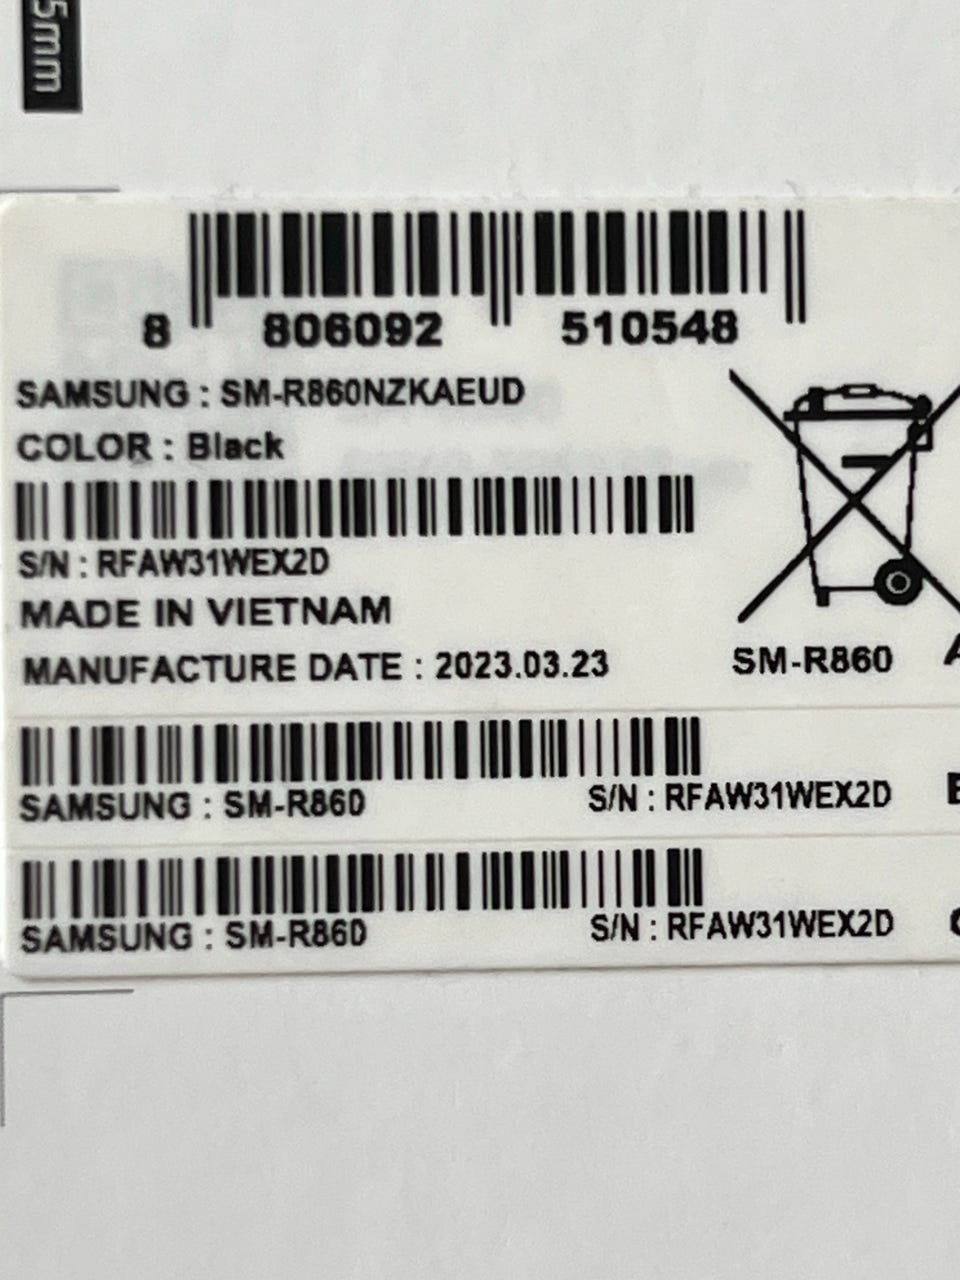 5mm
8 806092 510548
SAMSUNG : SM-R860NZKAEUD
COLOR : Black
S/N : RFAW31WEX2D
MADE IN VIETNAM
MANUFACTURE DATE : 2023.03.23
SM-R860
A
SAMSUNG : SM-R860
S/N : RFAW31WEX2D
SAMSUNG : SM-R860
S/N : RFAW31WEX2D